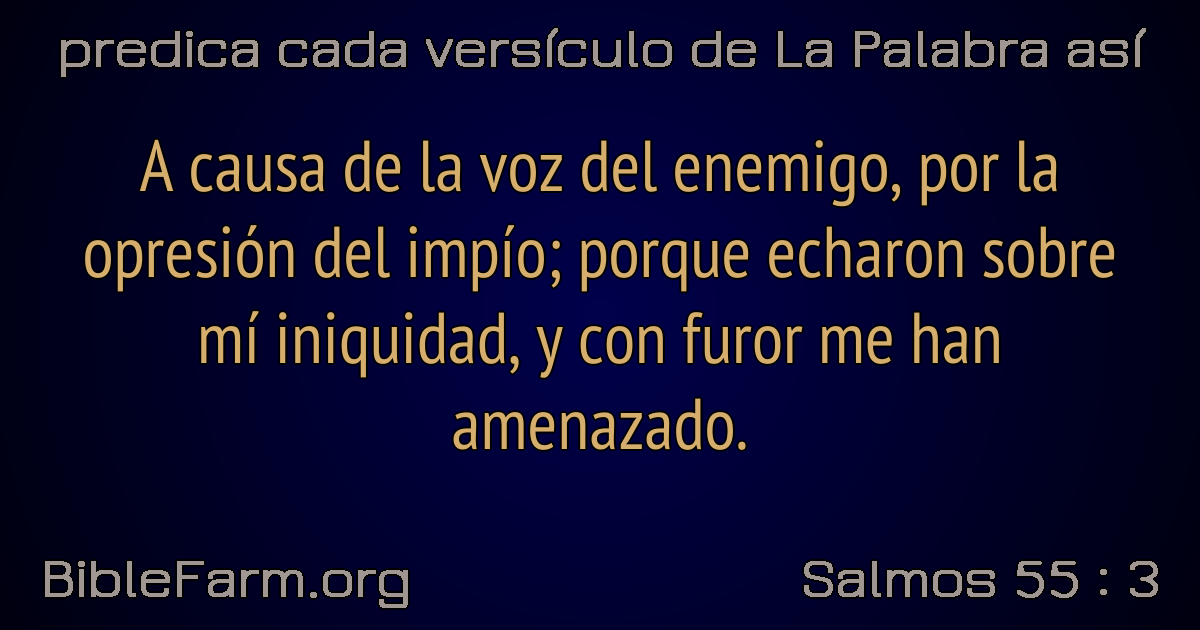 predica cada versículo de La Palabra así
A causa de la voz del enemigo, por la
opresión del impío; porque echaron sobre
mí iniquidad, y con furor me han
amenazado.
BibleFarm.org
Salmos 55 : 3